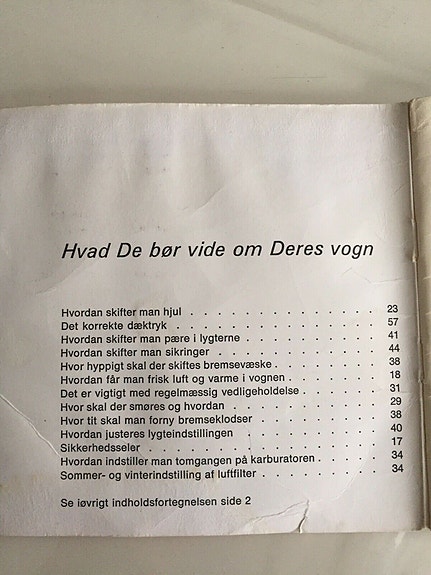 Hvad De bør vide om Deres vogn
Hvordan skifter man hjul . . . . . . . . . . . . 23
Det korrekte dæktryk . . . . . . . . . . . . . 57
Hvordan skifter man pære i lygterne . . . . . . . . 41
Hvordan skifter man sikringer . . . . . . . . . . 44
Hvor hyppigt skal der skiftes bremsevæske . . . . . . 38
Hvordan får man frisk luft og varme i vognen . . . . . 18
Det er vigtigt med regelmæssig vedligeholdelse . . . . . 31
Hvor skal der smøres og hvordan . . . . . . . . . 29
Hvor tit skal man forny bremseklodser . . . . . . . 38
Hvordan justeres lygteindstillingen . . . . . . . . 40
Sikkerhedsseler . . . . . . . . . . . . . . 17
Hvordan indstiller man tomgangen på karburatoren . . . . 34
Sommer- og vinterindstilling af luftfilter . . . . . . . 34
Se iøvrigt indholdsfortegnelsen side 2